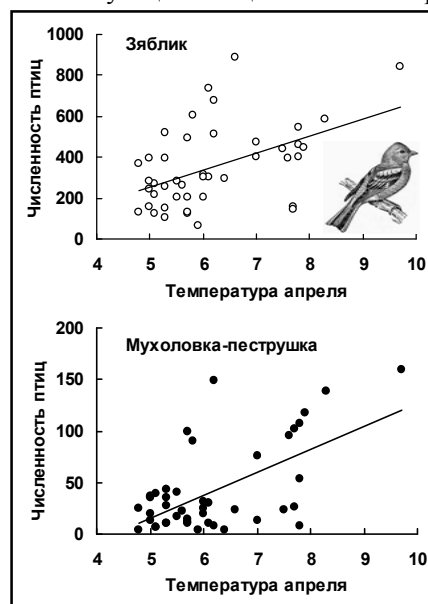 Зяблик
Численность птиц
1000
800
600
400
200
0
4 5 6 7 8 9 10
Температура апреля
Мухоловка-пеструшка
Численность птиц
200
150
100
50
0
4 5 6 7 8 9 10
Температура апреля